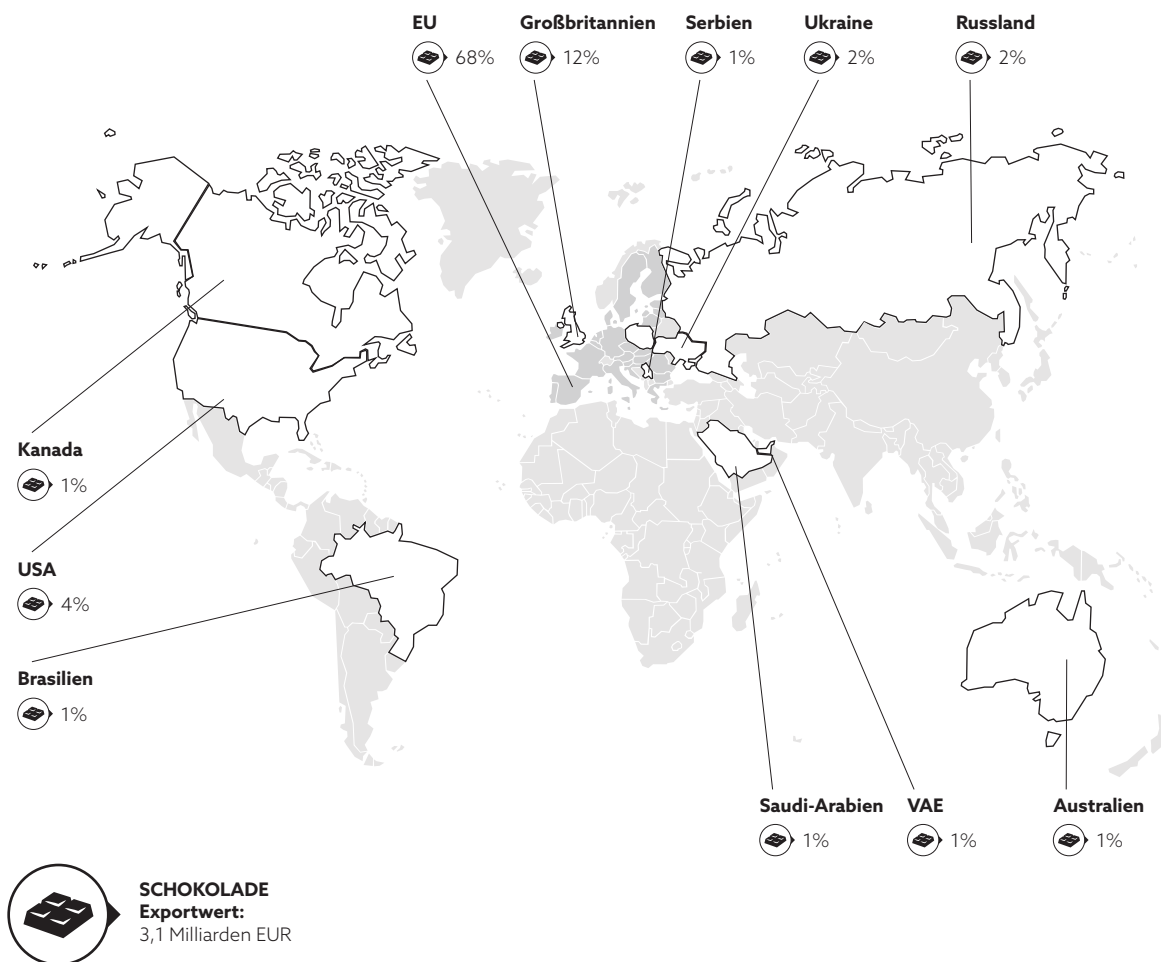 EU
68%
Großbritannien
12%
Serbien
1%
Ukraine
2%
Russland
2%
Kanada
1%
USA
4%
Brasilien
1%
Saudi-Arabien
1%
VAE
1%
Australien
1%
SCHOKOLADE
Exportwert:
3,1 Milliarden EUR